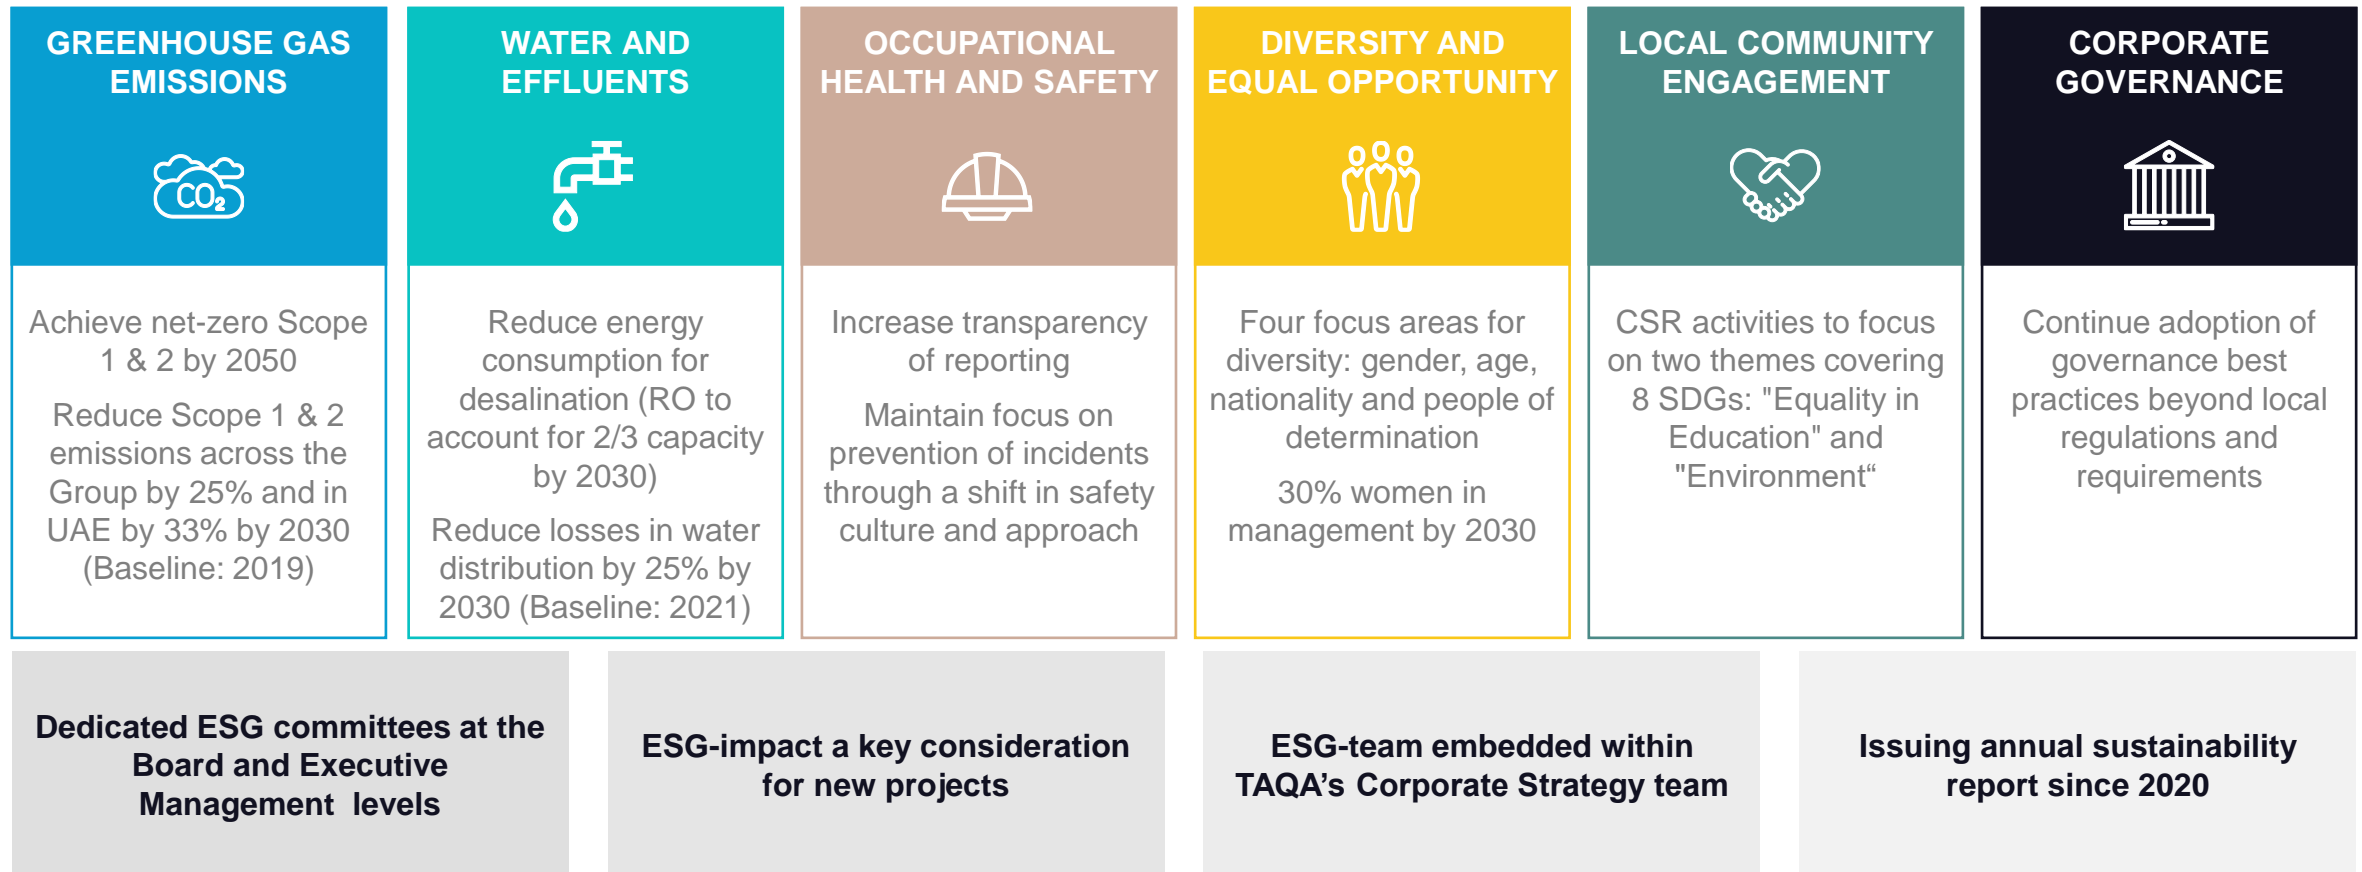 GREENHOUSE GAS
EMISSIONS
CO2
Achieve net-zero Scope
1 & 2 by 2050
Reduce Scope 1 & 2
emissions across the
Group by 25% and in
UAE by 33% by 2030
(Baseline: 2019)
WATER AND
EFFLUENTS
Reduce energy
consumption for
desalination (RO to
account for 2/3 capacity
by 2030)
Reduce losses in water
distribution by 25% by
2030 (Baseline: 2021)
OCCUPATIONAL
HEALTH AND SAFETY
Increase transparency
of reporting
Maintain focus on
prevention of incidents
through a shift in safety
culture and approach
DIVERSITY AND
EQUAL OPPORTUNITY
Four focus areas for
diversity: gender, age,
nationality and people of
determination
30% women in
management by 2030
LOCAL COMMUNITY
ENGAGEMENT
CSR activities to focus
on two themes covering
8 SDGs: "Equality in
Education" and
"Environment“
CORPORATE
GOVERNANCE
Continue adoption of
governance best
practices beyond local
regulations and
requirements
Dedicated ESG committees at the
Board and Executive
Management  levels
ESG-impact a key consideration
for new projects
ESG-team embedded within
TAQA’s Corporate Strategy team
Issuing annual sustainability
report since 2020